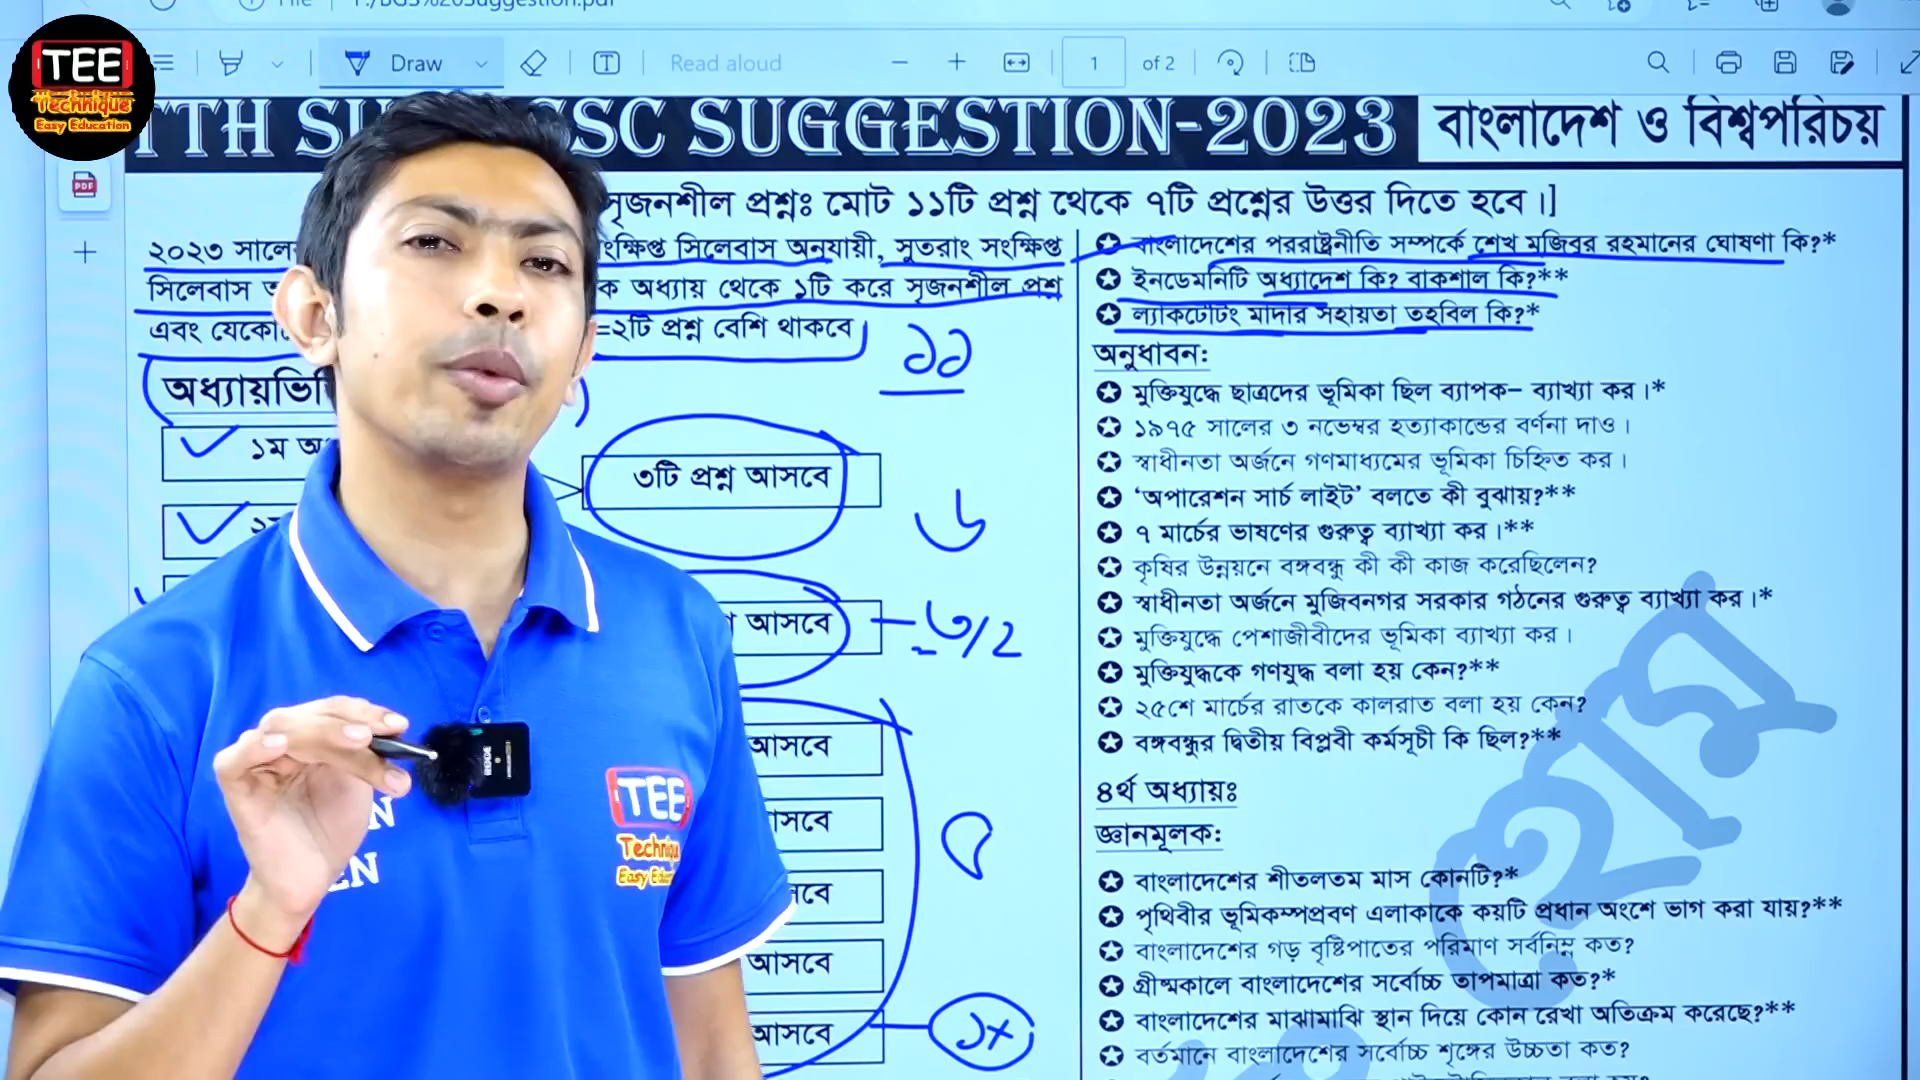 TEE
Technique
Easy Education
Draw
Read aloud
1
of 2
PDF
SSC SUGGESTION-2023
বাংলাদেশ ও বিশ্বপরিচয়
সৃজনশীল প্রশ্নঃ মোট ১১টি প্রশ্ন থেকে ৭টি প্রশ্নের উত্তর দিতে হবে।]
২০২৩ সিলেবাস অনুযায়ী, সুতরাং সংক্ষিপ্ত
সিলেবাস অধ্যায় থেকে ১টি করে সৃজনশীল প্রশ্ন
এবং =২টি প্রশ্ন বেশি থাকবে
১১
১ম
৩টি প্রশ্ন আসবে
৬
আসবে
৩/২
আসবে
আসবে
আসবে
১+
বাংলাদেশের পররাষ্ট্রনীতি সম্পর্কে শেখ মুজিবুর রহমানের ঘোষণা কি?*
ইনডেমনিটি অধ্যাদেশ কি? বাকশাল কি?**
ল্যাকটেটিং মাদার সহায়তা তহবিল কি?*
অনুধাবন:
মুক্তিযুদ্ধে ছাত্রদের ভূমিকা ছিল ব্যাপক– ব্যাখ্যা কর।*
১৯৭৫ সালের ৩ নভেম্বর হত্যাকান্ডের বর্ণনা দাও।
স্বাধীনতা অর্জনে গণমাধ্যমের ভূমিকা চিহ্নিত কর।
‘অপারেশন সার্চ লাইট’ বলতে কী বুঝায়?**
৭ মার্চের ভাষণের গুরুত্ব ব্যাখ্যা কর।**
কৃষির উন্নয়নে বঙ্গবন্ধু কী কী কাজ করেছিলেন?
স্বাধীনতা অর্জনে মুজিবনগর সরকার গঠনের গুরুত্ব ব্যাখ্যা কর।*
মুক্তিযুদ্ধে পেশাজীবীদের ভূমিকা ব্যাখ্যা কর।
মুক্তিযুদ্ধকে গণযুদ্ধ বলা হয় কেন?**
২৫শে মার্চের রাতকে কালরাত বলা হয় কেন?
বঙ্গবন্ধুর দ্বিতীয় বিপ্লবী কর্মসূচী কি ছিল?**
৪র্থ অধ্যায়ঃ
জ্ঞানমূলক:
বাংলাদেশের শীতলতম মাস কোনটি?*
পৃথিবীর ভূমিকম্পপ্রবণ এলাকাকে কয়টি প্রধান অংশে ভাগ করা যায়?**
বাংলাদেশের গড় বৃষ্টিপাতের পরিমাণ সর্বনিম্ন কত?
গ্রীষ্মকালে বাংলাদেশের সর্বোচ্চ তাপমাত্রা কত?*
বাংলাদেশের মাঝামাঝি স্থান দিয়ে কোন রেখা অতিক্রম করেছে?**
বর্তমানে বাংলাদেশের সর্বোচ্চ শৃঙ্গের উচ্চতা কত?
TEE
Technique